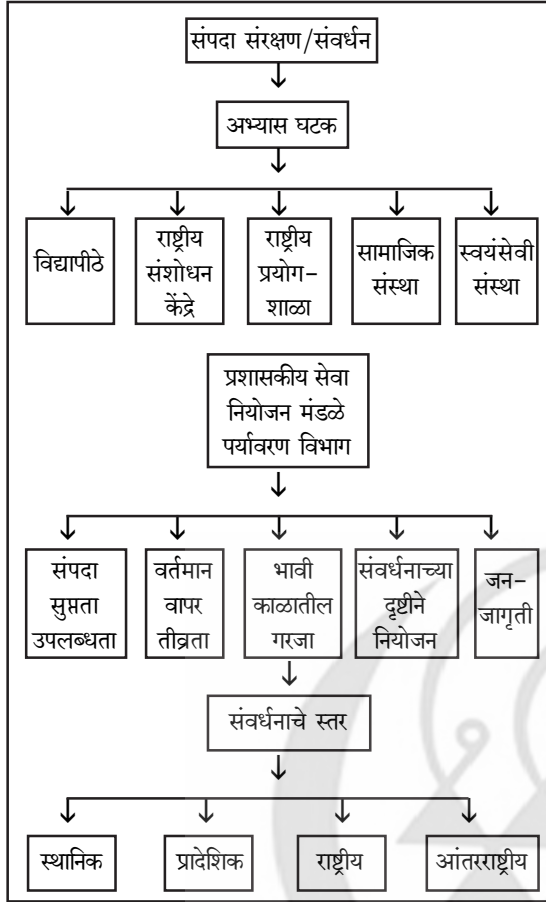 संपदा संरक्षण/संवर्धन
अभ्यास घटक
विद्यापीठे
राष्ट्रीय
संशोधन
केंद्रे
राष्ट्रीय
प्रयोग-
शाळा
सामाजिक
संस्था
स्वयंसेवी
संस्था
प्रशासकीय सेवा
नियोजन मंडळे
पर्यावरण विभाग
संपदा
सुप्तता
उपलब्धता
वर्तमान
वापर
तीव्रता
भावी
काळातील
गरजा
संवर्धनाच्या
दृष्टीने
नियोजन
जन-
जागृती
संवर्धनाचे स्तर
स्थानिक
प्रादेशिक
राष्ट्रीय
आंतरराष्ट्रीय